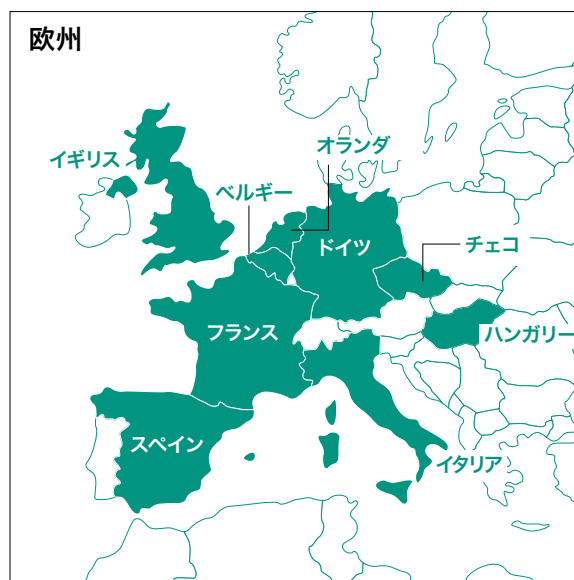 欧州
オランダ
イギリス
ベルギー
ドイツ
チェコ
フランス
ハンガリー
スペイン
イタリア